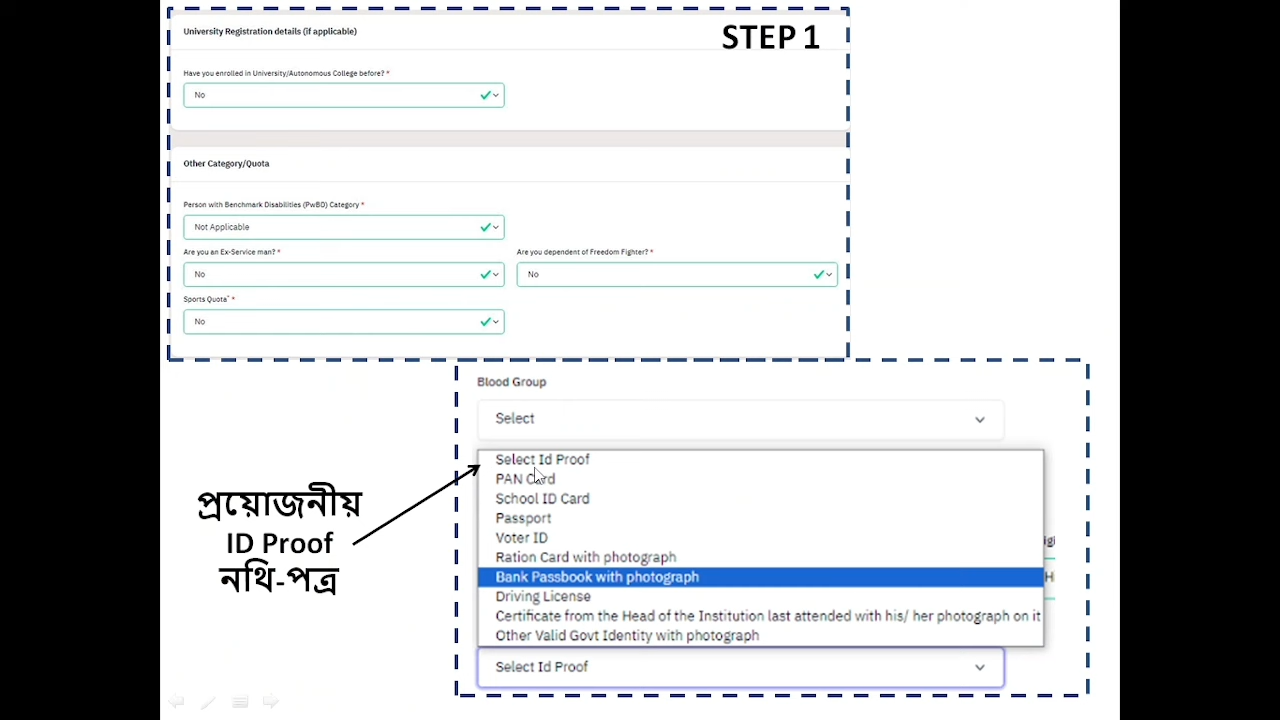 University Registration details (if applicable)
STEP 1
Have you enrolled in University/Autonomous College before? *
No
Other Category/Quota
Person with Benchmark Disabilities (PwBD) Category *
Not Applicable
Are you an Ex-Service man? *
Are you dependent of Freedom Fighter? *
No
No
Sports Quota* *
No
Blood Group
Select
Select Id Proof
PAN Card
School ID Card
Passport
Voter ID
Ration Card with photograph
Bank Passbook with photograph
Driving License
Certificate from the Head of the Institution last attended with his/ her photograph on it
Other Valid Govt Identity with photograph
Select Id Proof
প্রয়োজনীয়
ID Proof
নথি-পত্র